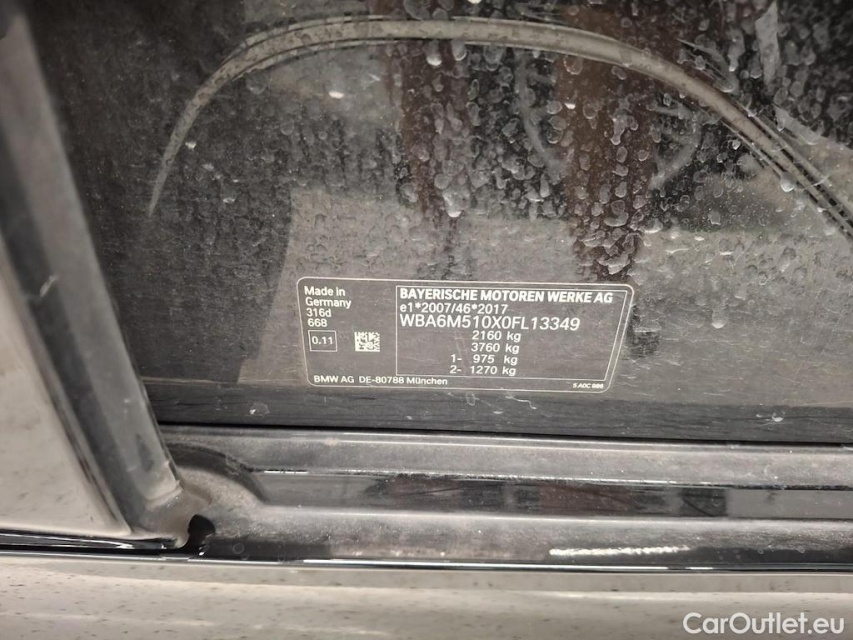 Made in
Germany
316d
668
0.11
BAYERISCHE MOTOREN WERKE AG
e1*2007/46*2017
WBA6M510X0FL13349
2160 kg
3760 kg
1- 975 kg
2- 1270 kg
BMW AG DE-80788 München
CarOutlet.eu